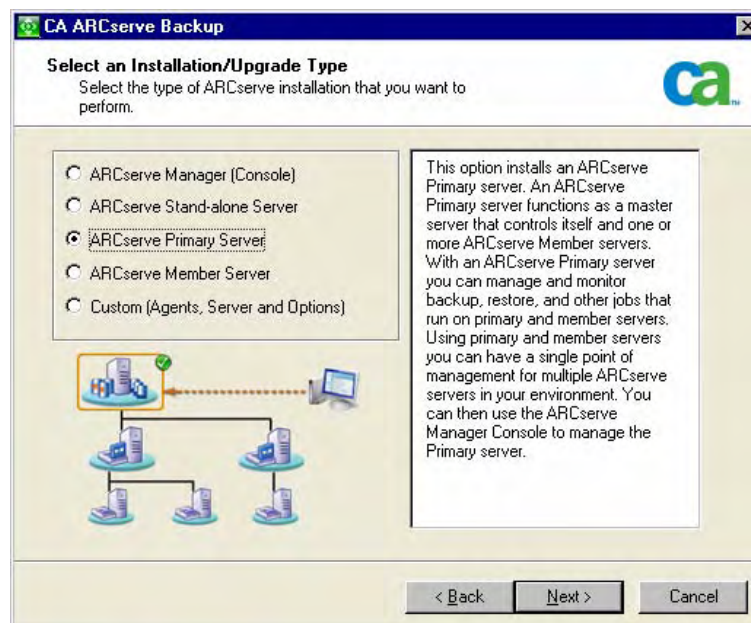 CA ARCserve Backup
Select an Installation/Upgrade Type
Select the type of ARCserve installation that you want to
perform.
ca
TM
ARCserve Manager (Console)
ARCserve Stand-alone Server
ARCserve Primary Server
ARCserve Member Server
Custom (Agents, Server and Options)
This option installs an ARCserve
Primary server. An ARCserve
Primary server functions as a master
server that controls itself and one or
more ARCserve Member servers.
With an ARCserve Primary server
you can manage and monitor
backup, restore, and other jobs that
run on primary and member servers.
Using primary and member servers
you can have a single point of
management for multiple ARCserve
servers in your environment. You
can then use the ARCserve
Manager Console to manage the
Primary server.
< Back
Next >
Cancel